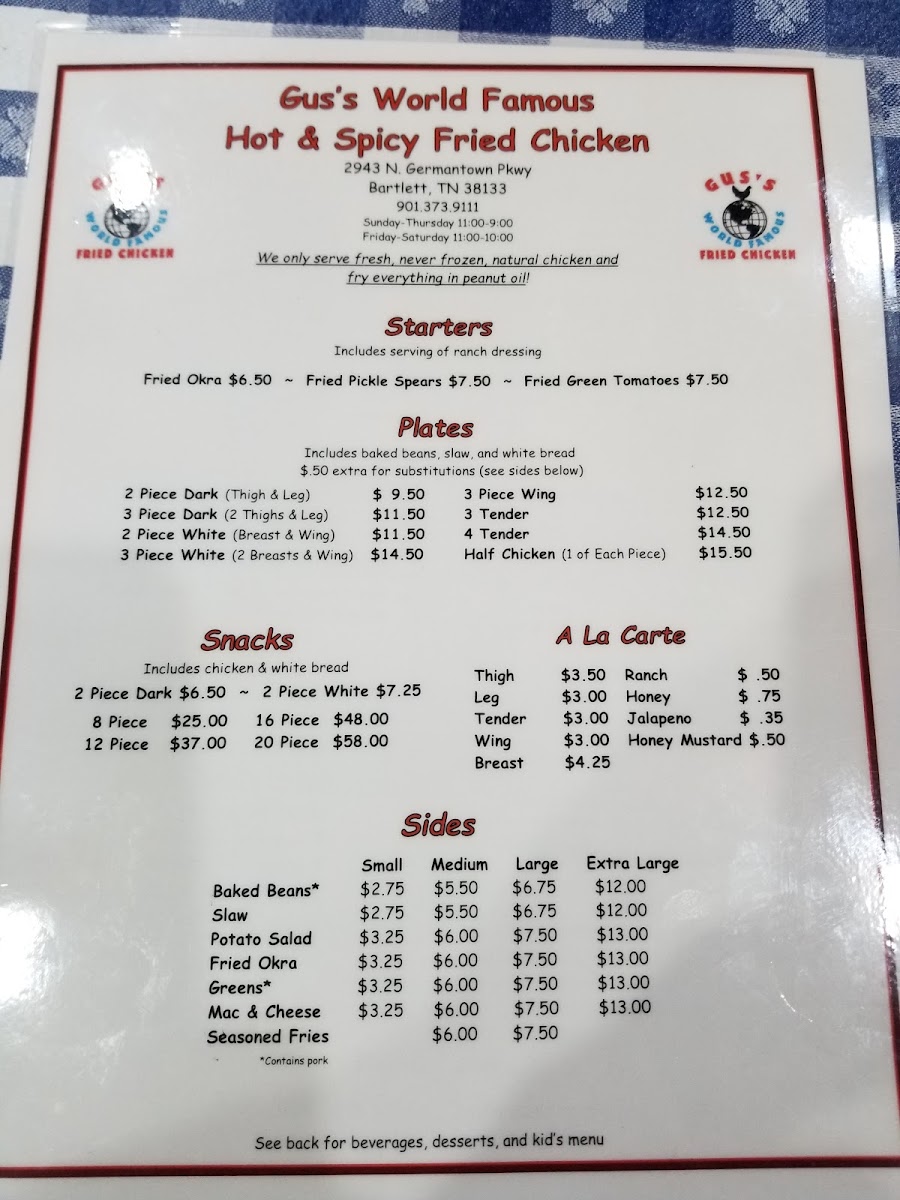 Gus's World Famous
Hot & Spicy Fried Chicken
2943 N. Germantown Pkwy
Bartlett, TN 38133
901.373.9111
Sunday-Thursday 11:00-9:00
Friday-Saturday 11:00-10:00
We only serve fresh, never frozen, natural chicken and
fry everything in peanut oil!
WORLD FAMOUS
FRIED CHICKEN
GUS'S
WORLD FAMOUS
FRIED CHICKEN
Starters
Includes serving of ranch dressing
Fried Okra $6.50 ~ Fried Pickle Spears $7.50 ~ Fried Green Tomatoes $7.50
Plates
Includes baked beans, slaw, and white bread
$.50 extra for substitutions (see sides below)
2 Piece Dark (Thigh & Leg) $ 9.50
3 Piece Dark (2 Thighs & Leg) $11.50
2 Piece White (Breast & Wing) $11.50
3 Piece White (2 Breasts & Wing) $14.50
3 Piece Wing $12.50
3 Tender $12.50
4 Tender $14.50
Half Chicken (1 of Each Piece) $15.50
Snacks
Includes chicken & white bread
2 Piece Dark $6.50 ~ 2 Piece White $7.25
8 Piece $25.00 16 Piece $48.00
12 Piece $37.00 20 Piece $58.00
A La Carte
Thigh $3.50 Ranch $ .50
Leg $3.00 Honey $ .75
Tender $3.00 Jalapeno $ .35
Wing $3.00 Honey Mustard $.50
Breast $4.25
Sides
Small Medium Large Extra Large
Baked Beans* $2.75 $5.50 $6.75 $12.00
Slaw $2.75 $5.50 $6.75 $12.00
Potato Salad $3.25 $6.00 $7.50 $13.00
Fried Okra $3.25 $6.00 $7.50 $13.00
Greens* $3.25 $6.00 $7.50 $13.00
Mac & Cheese $3.25 $6.00 $7.50 $13.00
Seasoned Fries $6.00 $7.50
*Contains pork
See back for beverages, desserts, and kid's menu